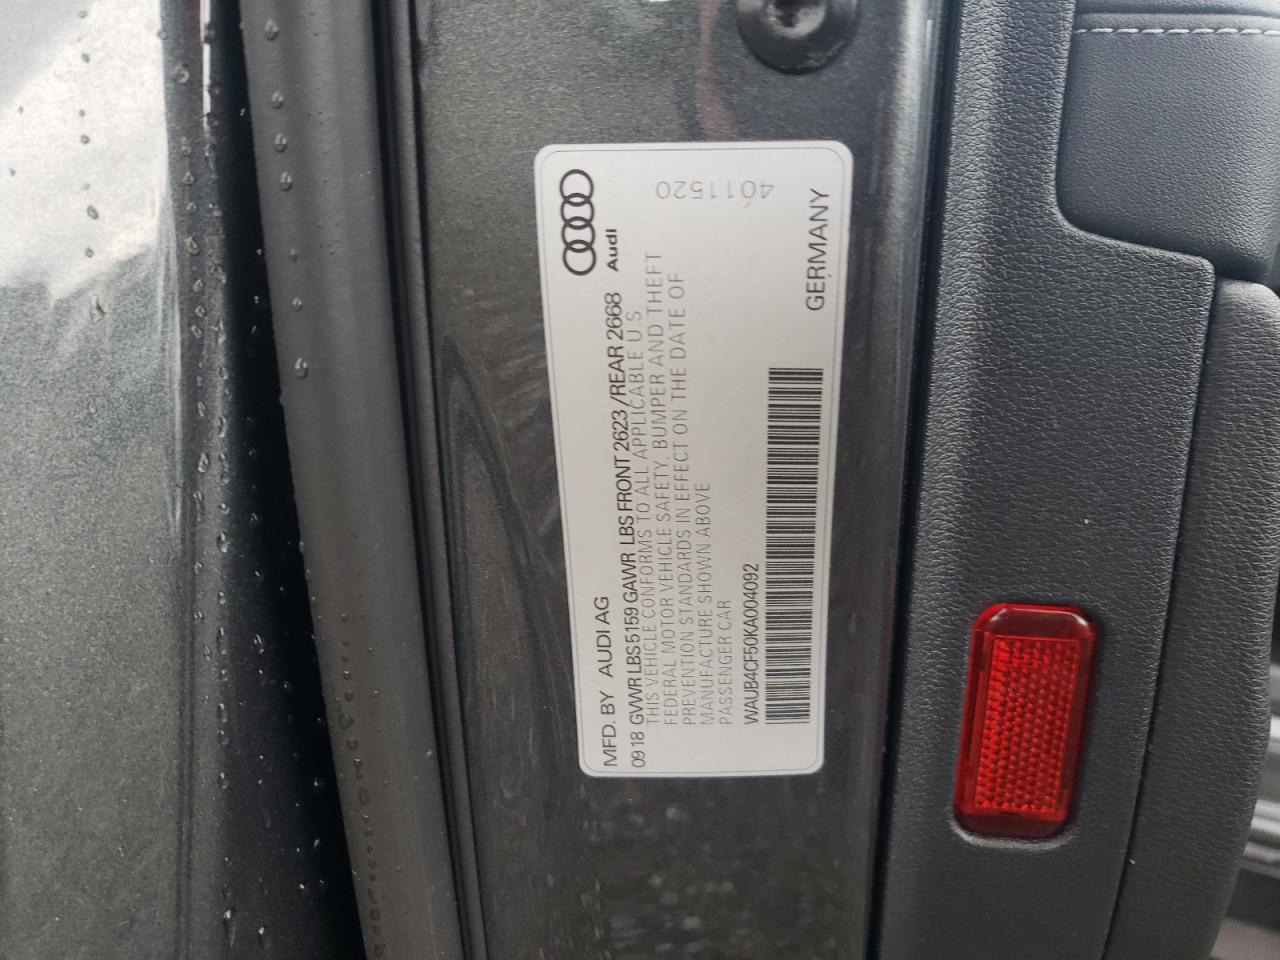 MFD. BY AUDI AG
Audi
0918 GVWR LBS 5159 GAWR LBS FRONT 2623 /REAR 2668
THIS VEHICLE CONFORMS TO ALL APPLICABLE U S
FEDERAL MOTOR VEHICLE SAFETY, BUMPER AND THEFT
PREVENTION STANDARDS IN EFFECT ON THE DATE OF
MANUFACTURE SHOWN ABOVE
PASSENGER CAR
4011520
WAUB4CF50KA004092
GERMANY